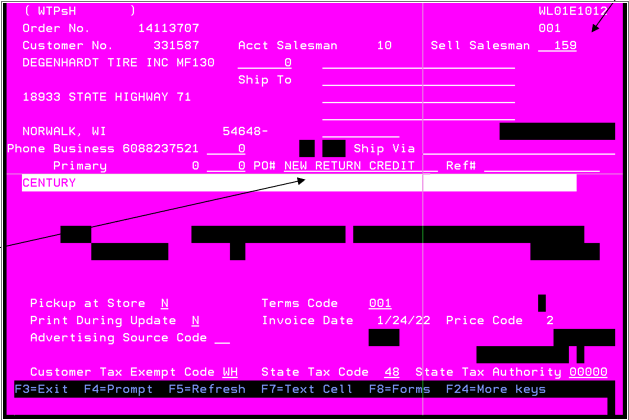 ( WTPsH ) WL01E1012
Order No. 14113707 001
Customer No. 331587 Acct Salesman 10 Sell Salesman 159
DEGENHARDT TIRE INC MF130 0
Ship To
18933 STATE HIGHWAY 71
NORWALK, WI 54648-
Phone Business 6088237521 0 Ship Via
Primary 0 0 PO# NEW RETURN CREDIT Ref#
CENTURY
Pickup at Store N Terms Code 001
Print During Update N Invoice Date 1/24/22 Price Code 2
Advertising Source Code
Customer Tax Exempt Code WH State Tax Code 48 State Tax Authority 00000
F3=Exit F4=Prompt F5=Refresh F7=Text Cell F8=Forms F24=More keys